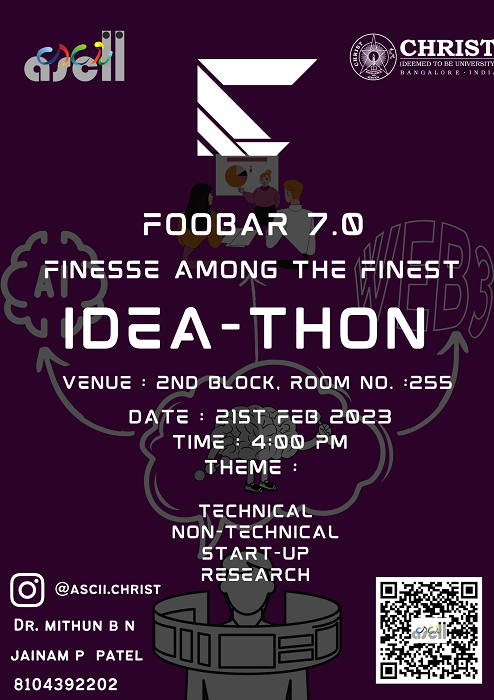 ascii
CHRIST
(DEEMED TO BE UNIVERSITY
BANGALORE · INDIA
FOOBAR 7.0
FINESSE AMONG THE FINEST
AI
WEB3
IDEA-THON
VENUE : 2ND BLOCK, ROOM NO. :255
DATE : 21ST FEB 2023
TIME : 4:00 PM
THEME :
TECHNICAL
NON-TECHNICAL
START-UP
RESEARCH
@ASCII.CHRIST
DR. MITHUN B N
JAINAM P PATEL
8104392202
ascii